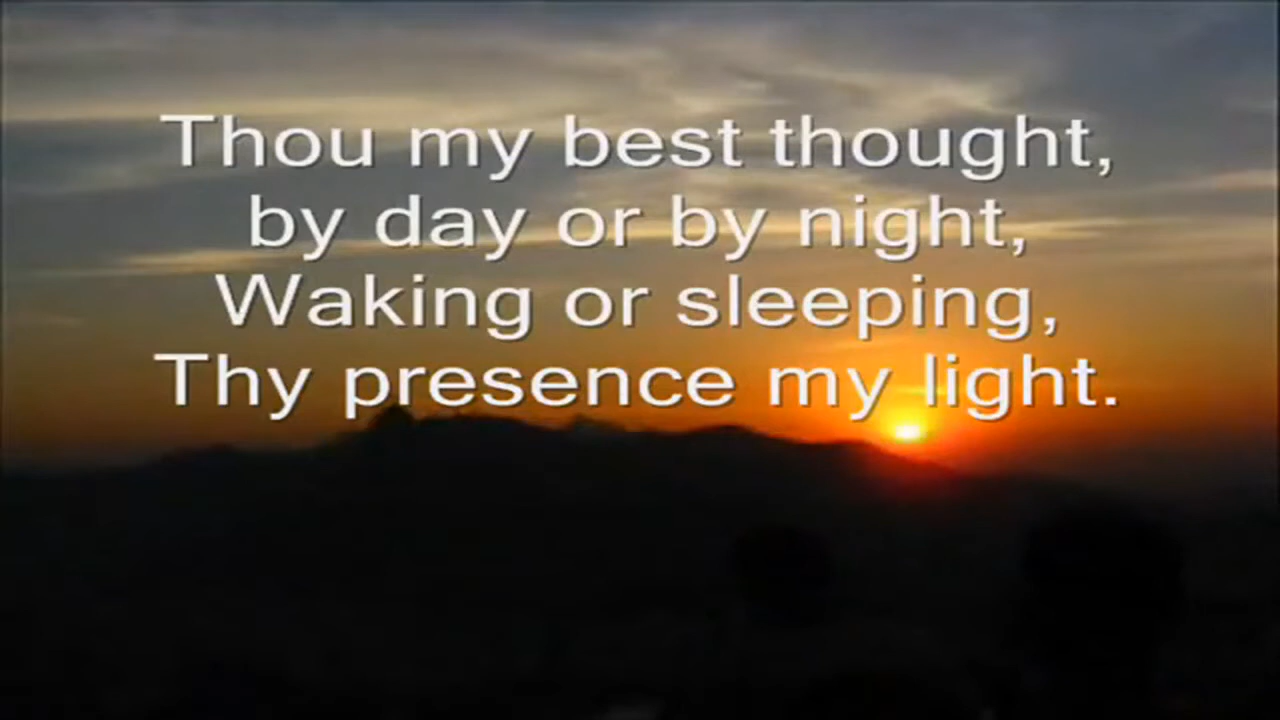 Thou my best thought,
by day or by night,
Waking or sleeping,
Thy presence my light.